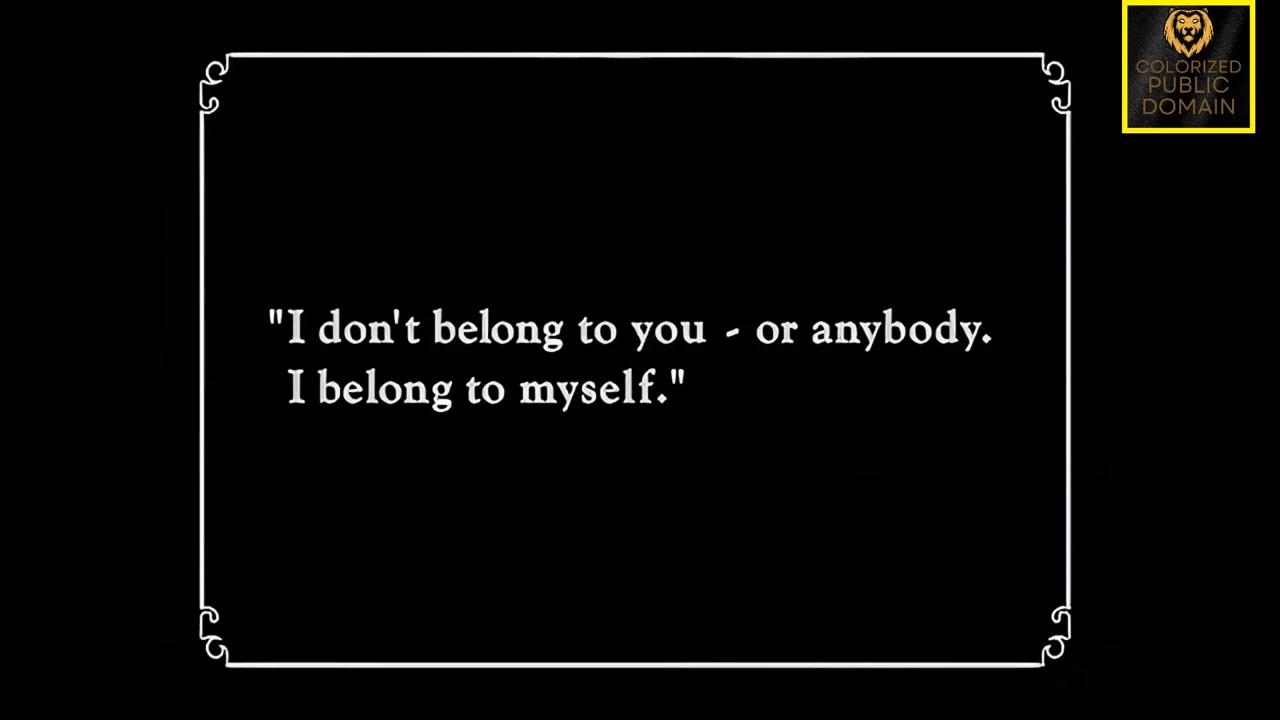 "I don't belong to you - or anybody.
I belong to myself."
COLORIZED
PUBLIC
DOMAIN